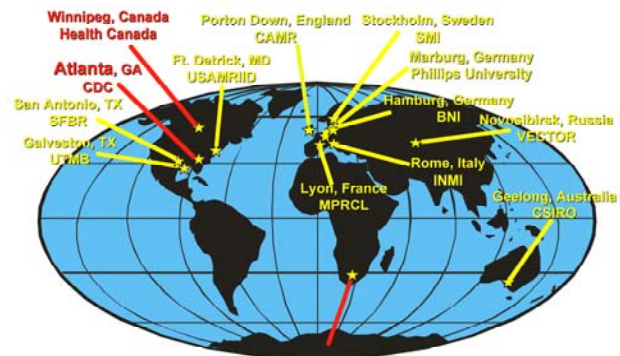 Winnipeg, Canada
Health Canada
Atlanta, GA
CDC
San Antonio, TX
SFBR
Galveston, TX
UTMB
Ft. Detrick, MD
USAMRIID
Porton Down, England
CAMR
Stockholm, Sweden
SMI
Marburg, Germany
Phillips University
Hamburg, Germany
BNI
Novosibirsk, Russia
VECTOR
Rome, Italy
INMI
Lyon, France
MPRCL
Geelong, Australia
CSIRO